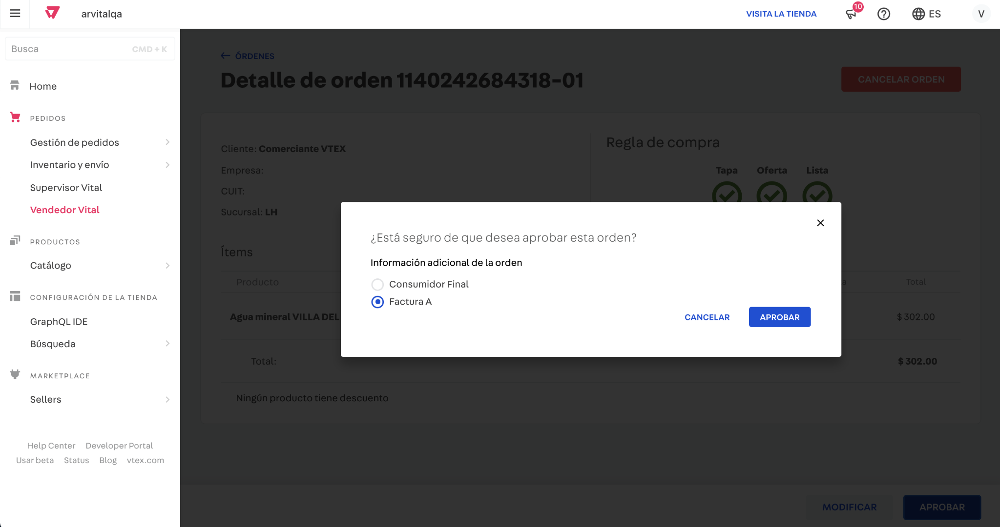 arvitalqa
VISITA LA TIENDA
10
ES
V
Busca
CMD + K
Home
PEDIDOS
Gestión de pedidos
Inventario y envío
Supervisor Vital
Vendedor Vital
PRODUCTOS
Catálogo
CONFIGURACIÓN DE LA TIENDA
GraphQL IDE
Búsqueda
MARKETPLACE
Sellers
Help Center Developer Portal
Usar beta Status Blog vtex.com
← ÓRDENES
Detalle de orden 1140242684318-01
CANCELAR ORDEN
Cliente: Comerciante VTEX
Empresa:
CUIT:
Sucursal: LH
Regla de compra
Tapa Oferta Lista
Ítems
Producto
Total
Agua mineral VILLA DEL
$ 302.00
Total:
$ 302.00
Ningún producto tiene descuento
¿Está seguro de que desea aprobar esta orden?
Información adicional de la orden
Consumidor Final
Factura A
CANCELAR
APROBAR
MODIFICAR
APROBAR